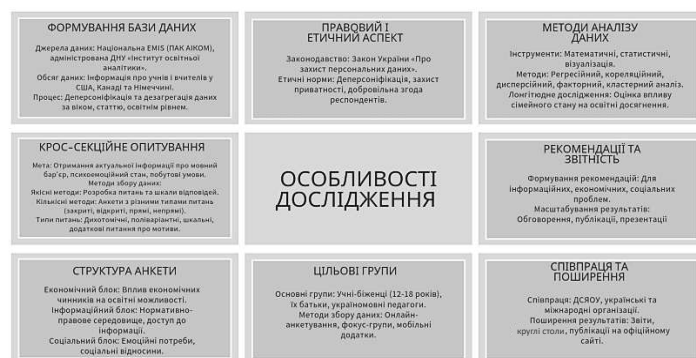 ФОРМУВАННЯ БАЗИ ДАНИХ
Джерела даних: Національна EMIS (ПАК АІКОМ),
адміністрована ДНУ «Інститут освітньої
аналітики».
Обсяг даних: Інформація про учнів і вчителів у
США, Канаді та Німеччині.
Процес: Деперсоніфікація та дезагрегація даних
за віком, статтю, освітнім рівнем.
ПРАВОВИЙ І
ЕТИЧНИЙ АСПЕКТ
Законодавство: Закон України «Про
захист персональних даних».
Етичні норми: Деперсоніфікація, захист
приватності, добровільна згода
респондентів.
МЕТОДИ АНАЛІЗУ
ДАНИХ
Інструменти: Математичні, статистичні,
візуалізація.
Методи: Регресійний, кореляційний,
дисперсійний, факторний, кластерний аналіз.
Лонгітюдне дослідження: Оцінка впливу
сімейного стану на освітні досягнення.
КРОС-СЕКЦІЙНЕ ОПИТУВАННЯ
Мета: Отримання актуальної інформації про мовний
бар'єр, психоемоційний стан, побутові умови.
Методи збору даних:
Якісні методи: Розробка питань та шкали відповідей.
Кількісні методи: Анкети з різними типами питань
(закриті, відкриті, прямі, непрямі).
Типи питань: Дихотомічні, поліваріантні, шкальні,
додаткові питання про мотиви.
ОСОБЛИВОСТІ
ДОСЛІДЖЕННЯ
РЕКОМЕНДАЦІЇ ТА
ЗВІТНІСТЬ
Формування рекомендацій: Для
інформаційних, економічних, соціальних
проблем.
Масштабування результатів:
Обговорення, публікації, презентації
СТРУКТУРА АНКЕТИ
Економічний блок: Вплив економічних
чинників на освітні можливості.
Інформаційний блок: Нормативно-
правове середовище, доступ до
інформації.
Соціальний блок: Емоційні потреби,
соціальні відносини.
ЦІЛЬОВІ ГРУПИ
Основні групи: Учні-біженці (12-18 років),
їх батьки, україномовні педагоги.
Методи збору даних: Онлайн-
анкетування, фокус-групи, мобільні
додатки.
СПІВПРАЦЯ ТА
ПОШИРЕННЯ
Співпраця: ДСЯОУ, українські та
міжнародні організації.
Поширення результатів: Звіти,
круглі столи, публікації на офіційному
сайті.